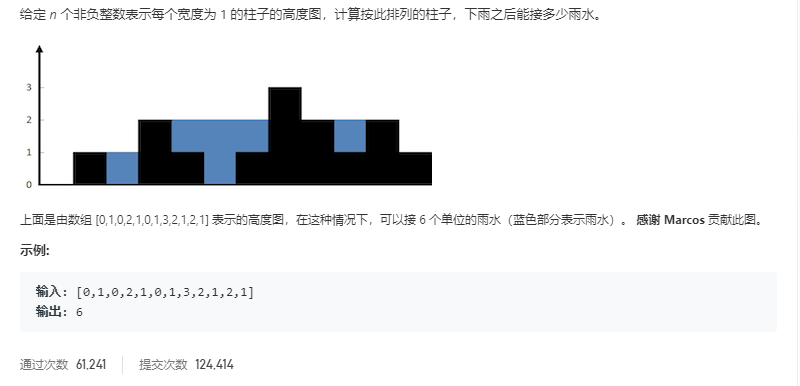 给定 n 个非负整数表示每个宽度为 1 的柱子的高度图，计算按此排列的柱子，下雨之后能接多少雨水。
3
2
1
0
上面是由数组 [0,1,0,2,1,0,1,3,2,1,2,1] 表示的高度图，在这种情况下，可以接 6 个单位的雨水（蓝色部分表示雨水）。 感谢 Marcos 贡献此图。
示例:
输入: [0,1,0,2,1,0,1,3,2,1,2,1]
输出: 6
通过次数 61,241 提交次数 124,414